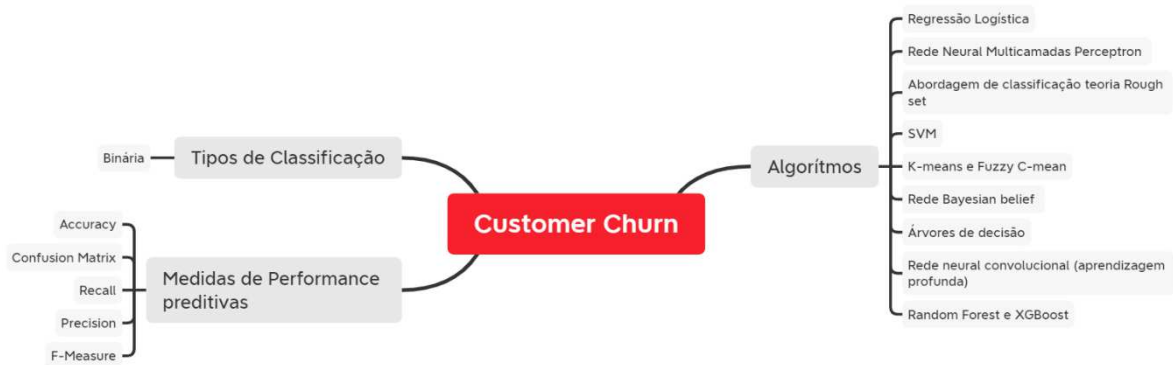 Customer Churn
Tipos de Classificação
Binária
Medidas de Performance
preditivas
Accuracy
Confusion Matrix
Recall
Precision
F-Measure
Algorítmos
Regressão Logística
Rede Neural Multicamadas Perceptron
Abordagem de classificação teoria Rough
set
SVM
K-means e Fuzzy C-mean
Rede Bayesian belief
Árvores de decisão
Rede neural convolucional (aprendizagem
profunda)
Random Forest e XGBoost